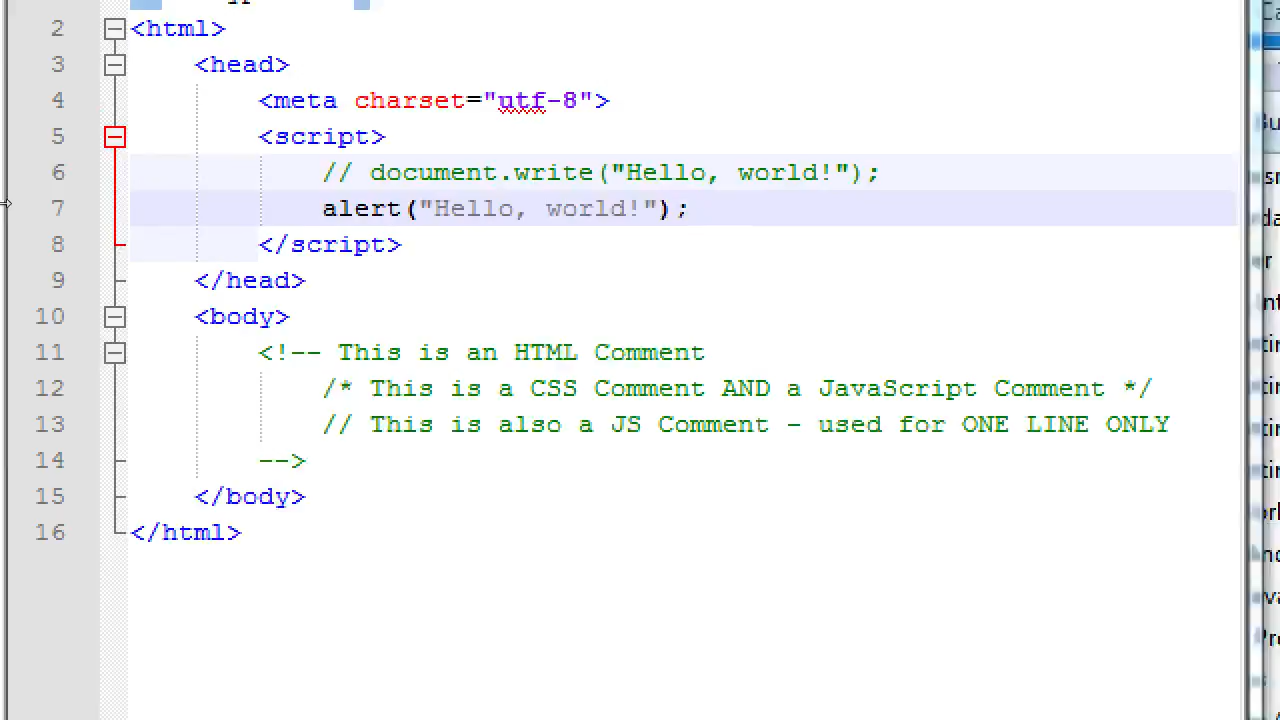 2 <html>
3 <head>
4 <meta charset="utf-8">
5 <script>
6 // document.write("Hello, world!");
7 alert("Hello, world!");
8 </script>
9 </head>
10 <body>
11 <!-- This is an HTML Comment
12 /* This is a CSS Comment AND a JavaScript Comment */
13 // This is also a JS Comment - used for ONE LINE ONLY
14 -->
15 </body>
16 </html>